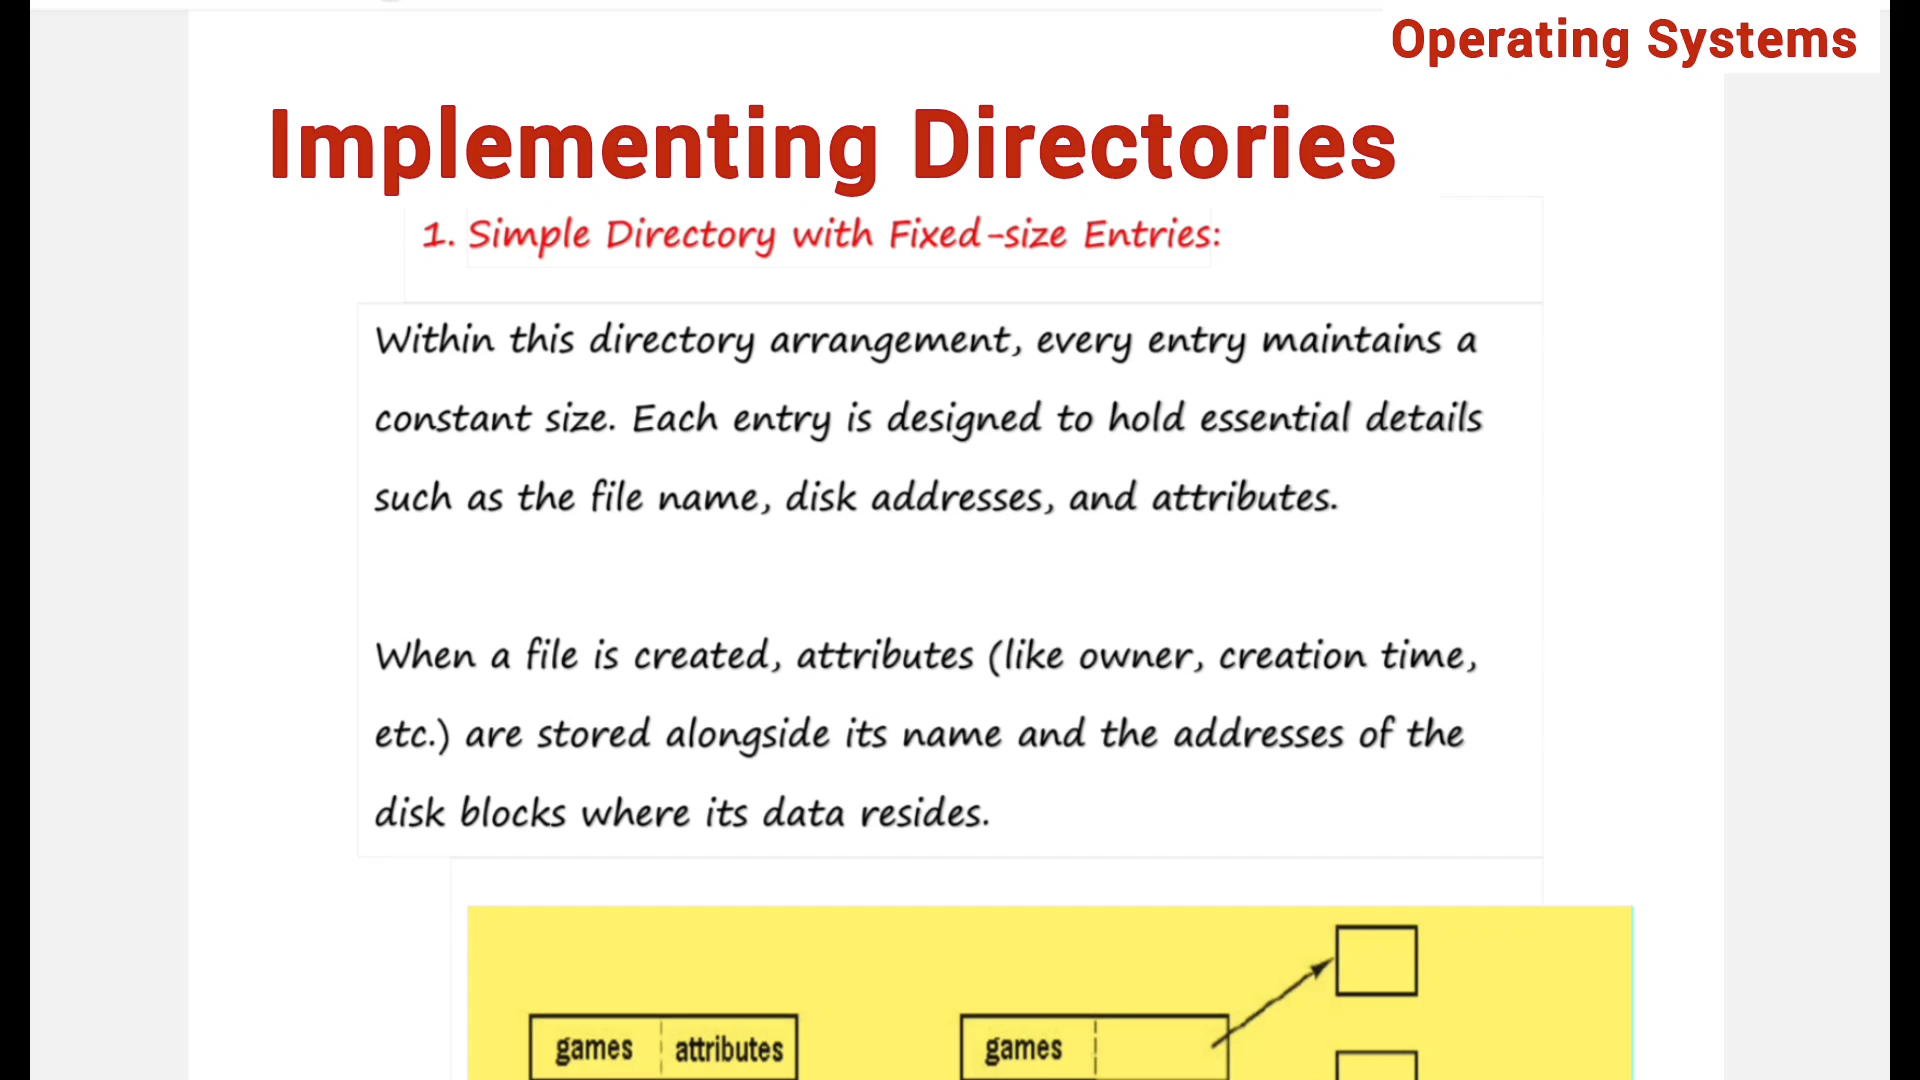 Operating Systems
Implementing Directories
1. Simple Directory with Fixed-size Entries:
Within this directory arrangement, every entry maintains a
constant size. Each entry is designed to hold essential details
such as the file name, disk addresses, and attributes.
When a file is created, attributes (like owner, creation time,
etc.) are stored alongside its name and the addresses of the
disk blocks where its data resides.
games attributes games